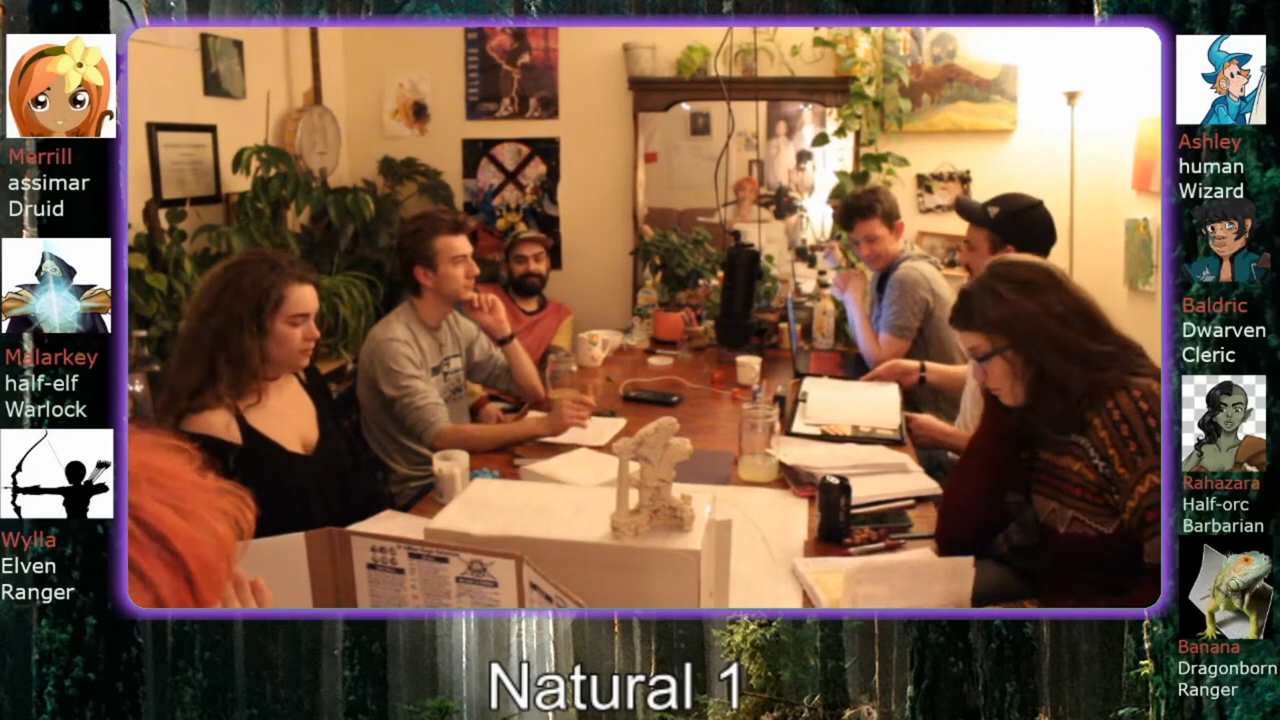 Merrill
assimar
Druid
Malarkey
half-elf
Warlock
Wylla
Elven
Ranger
Ashley
human
Wizard
Baldric
Dwarven
Cleric
Rahazara
Half-orc
Barbarian
Banana
Dragonborn
Ranger
Natural 1